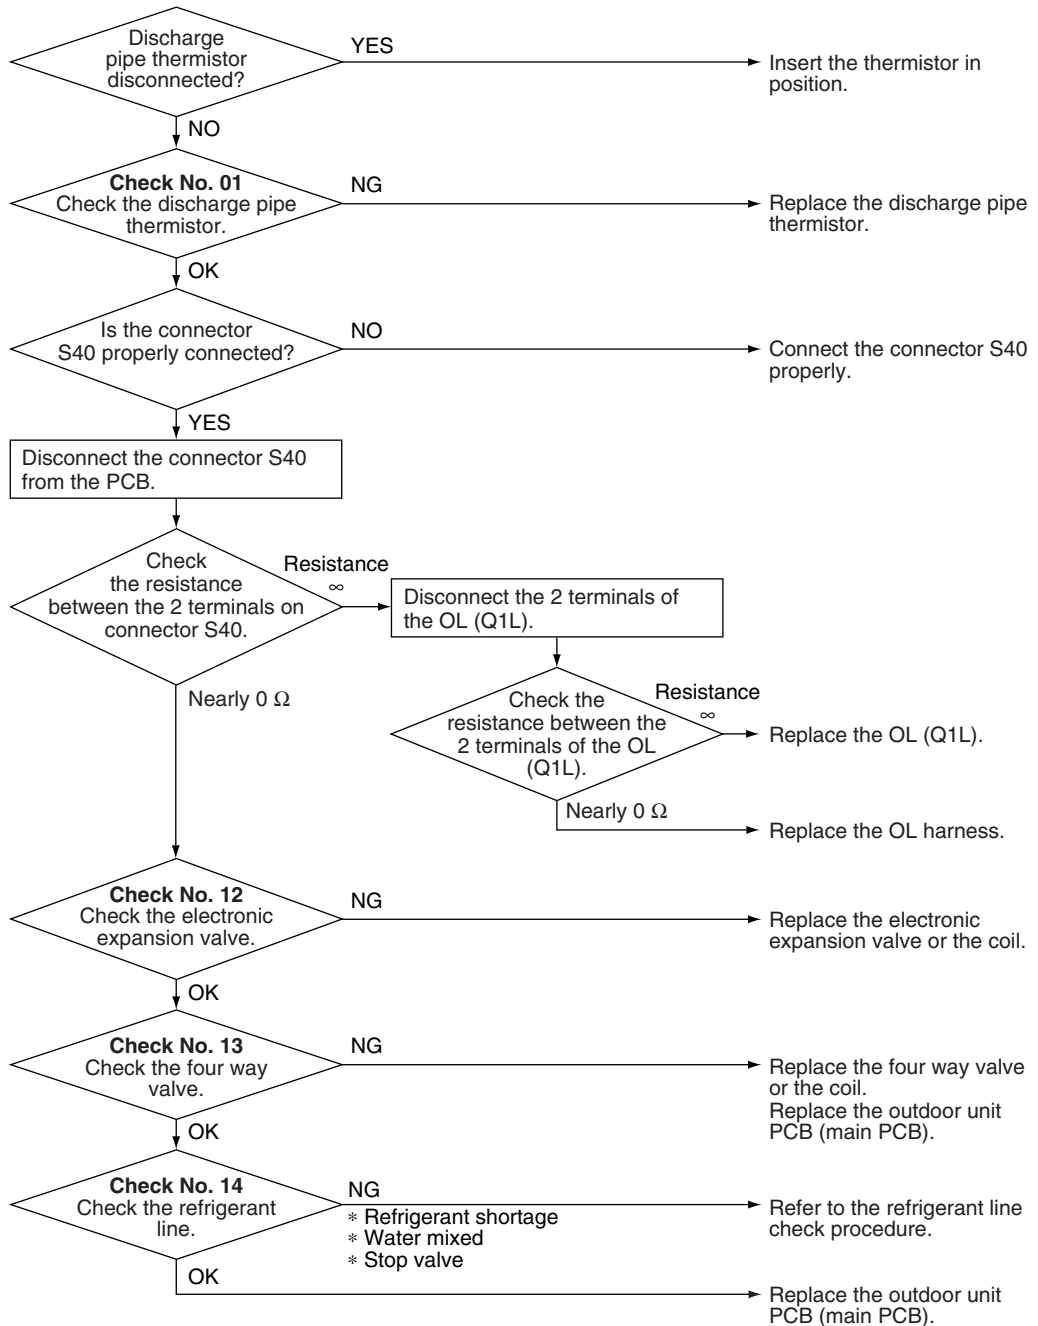 Discharge
pipe thermistor
disconnected?
YES
Insert the thermistor in
position.
NO
Check No. 01
Check the discharge pipe
thermistor.
NG
Replace the discharge pipe
thermistor.
OK
Is the connector
S40 properly connected?
NO
Connect the connector S40
properly.
YES
Disconnect the connector S40
from the PCB.
Check
the resistance
between the 2 terminals on
connector S40.
Resistance
∞
Disconnect the 2 terminals of
the OL (Q1L).
Nearly 0 Ω
Check the
resistance between the
2 terminals of the OL
(Q1L).
Resistance
∞
Replace the OL (Q1L).
Nearly 0 Ω
Replace the OL harness.
Check No. 12
Check the electronic
expansion valve.
NG
Replace the electronic
expansion valve or the coil.
OK
Check No. 13
Check the four way
valve.
NG
Replace the four way valve
or the coil.
Replace the outdoor unit
PCB (main PCB).
OK
Check No. 14
Check the refrigerant
line.
NG
* Refrigerant shortage
* Water mixed
* Stop valve
Refer to the refrigerant line
check procedure.
OK
Replace the outdoor unit
PCB (main PCB).